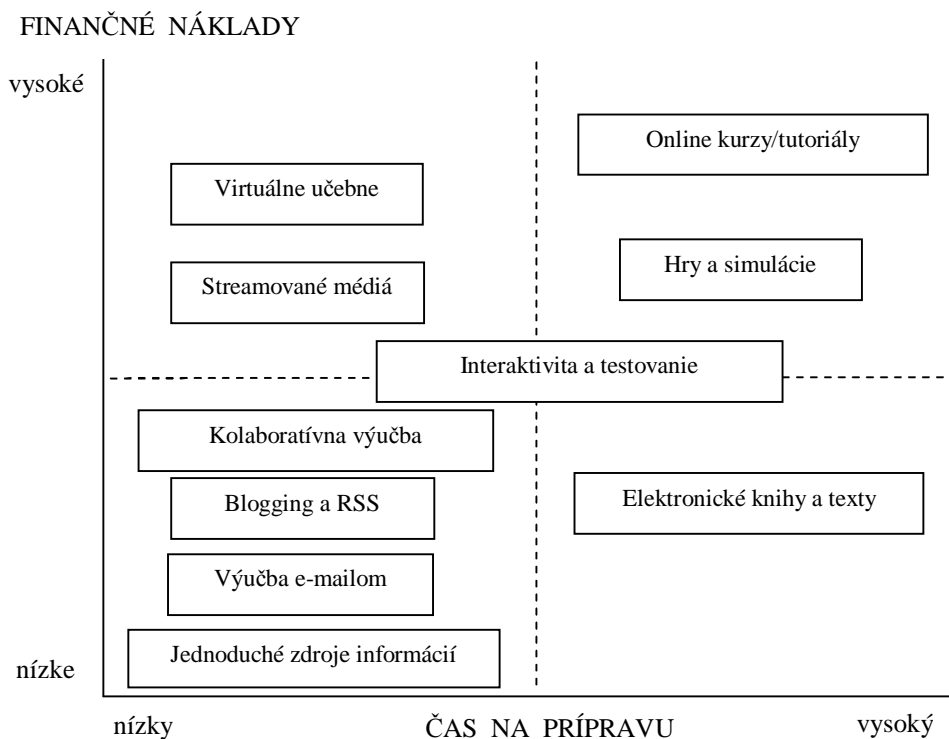 FINANČNÉ NÁKLADY
vysoké
Online kurzy/tutoriály
Virtuálne učebne
Hry a simulácie
Streamované médiá
Interaktivita a testovanie
Kolaboratívna výučba
Blogging a RSS
Elektronické knihy a texty
Výučba e-mailom
Jednoduché zdroje informácií
nízke
nízky
ČAS NA PRÍPRAVU
vysoký